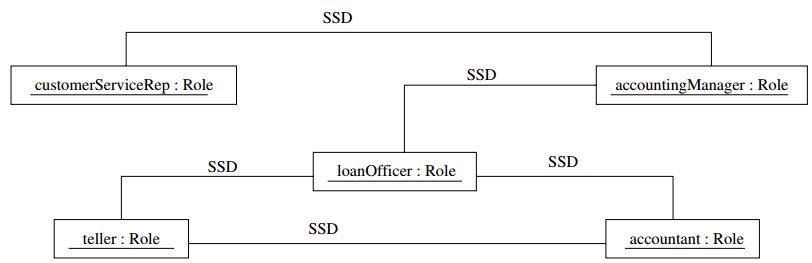 SSD
customerServiceRep : Role
SSD
accountingManager : Role
loanOfficer : Role
SSD
SSD
teller : Role
SSD
accountant : Role